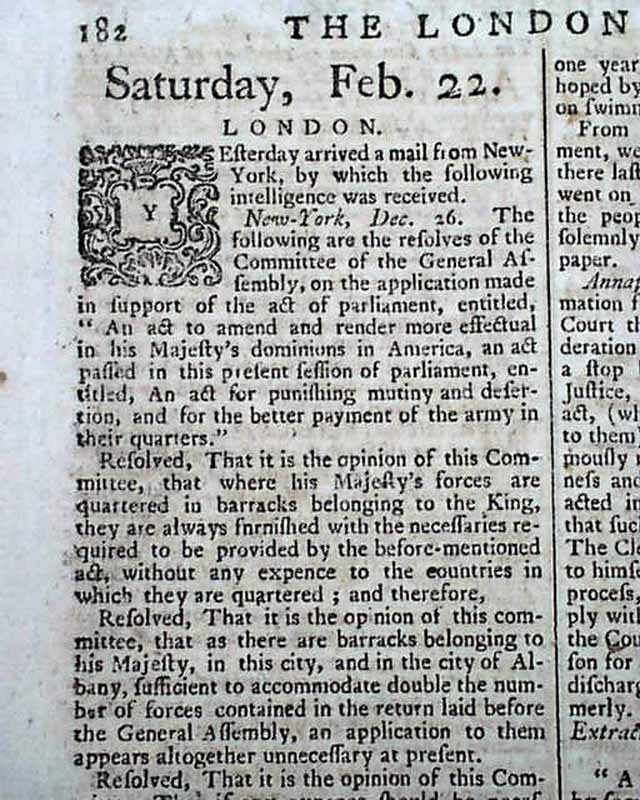 182
THE LONDON
Saturday, Feb. 22.
LONDON.
YEſterday arrived a mail from New-
York, by which the following
intelligence was received.
New-York, Dec. 26. The
following are the reſolves of the
Committee of the General Aſ-
ſembly, on the application made
in ſupport of the act of parliament, entitled,
" An act to amend and render more effectual
in his Majeſty's dominions in America, an act
paſſed in this preſent ſeſſion of parliament, en-
titled, An act for puniſhing mutiny and deſer-
tion, and for the better payment of the army in
their quarters."
Reſolved, That it is the opinion of this Com-
mittee, that where his Majeſty's forces are
quartered in barracks belonging to the King,
they are always fnrniſhed with the neceſſaries re-
quired to be provided by the before-mentioned
act, without any expence to the countries in
which they are quartered ; and therefore,
Reſolved, That it is the opinion of this com-
mittee, that as there are barracks belonging to
his Majeſty, in this city, and in the city of Al-
bany, ſufficient to accommodate double the num-
ber of forces contained in the return laid before
the General Aſſembly, an application to them
appears altogether unneceſſary at preſent.
Reſolved, That it is the opinion of this Com-
one year
hoped by
on ſwimm
From
ment, we
there laſt
went on
the peop
ſolemnly
paper.
Annap
mation f
Court th
deration
a ſtop
Juſtice,
act, (wh
to them
mouſly r
neſs and
acted in
that ſuc
The Cle
to himſe
proceſs,
ply with
the Cou
ſon for
diſcharg
merly.
Extrac
" A